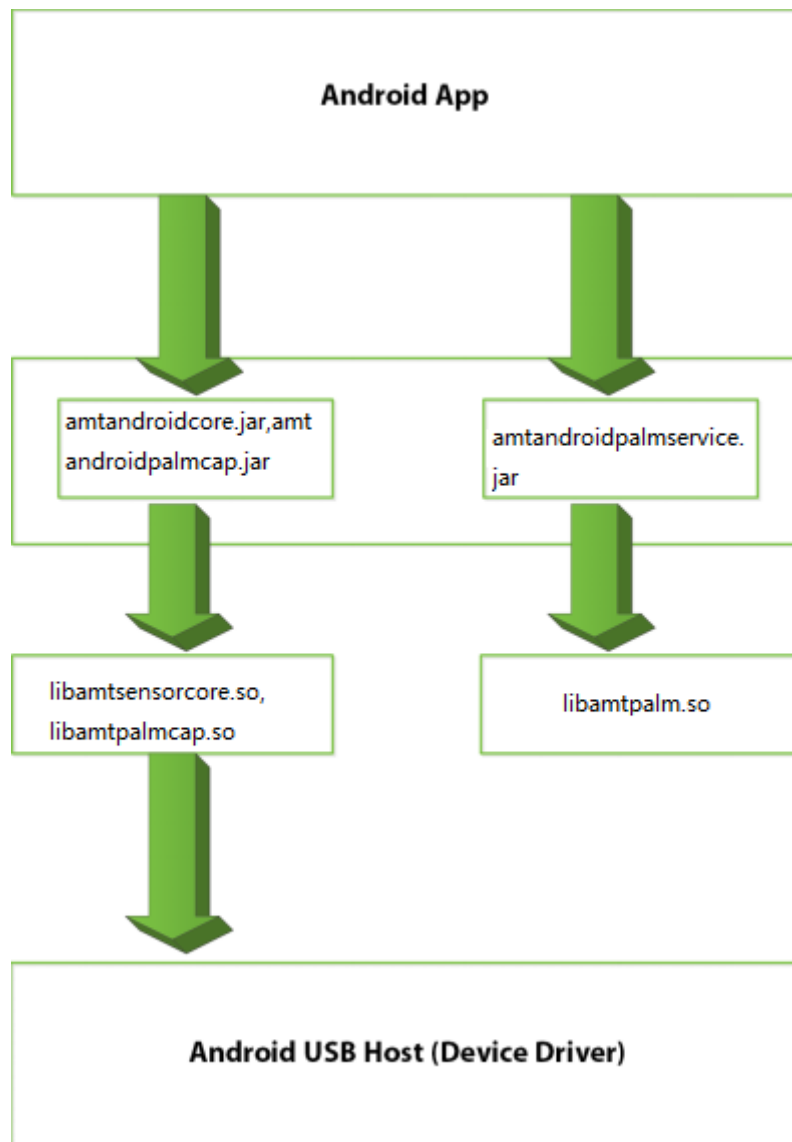 Android App
amtandroidcore.jar,amt
androidpalmcap.jar
amtandroidpalmservice.
jar
libamtsensorcore.so,
libamtpalmcap.so
libamtpalm.so
Android USB Host (Device Driver)